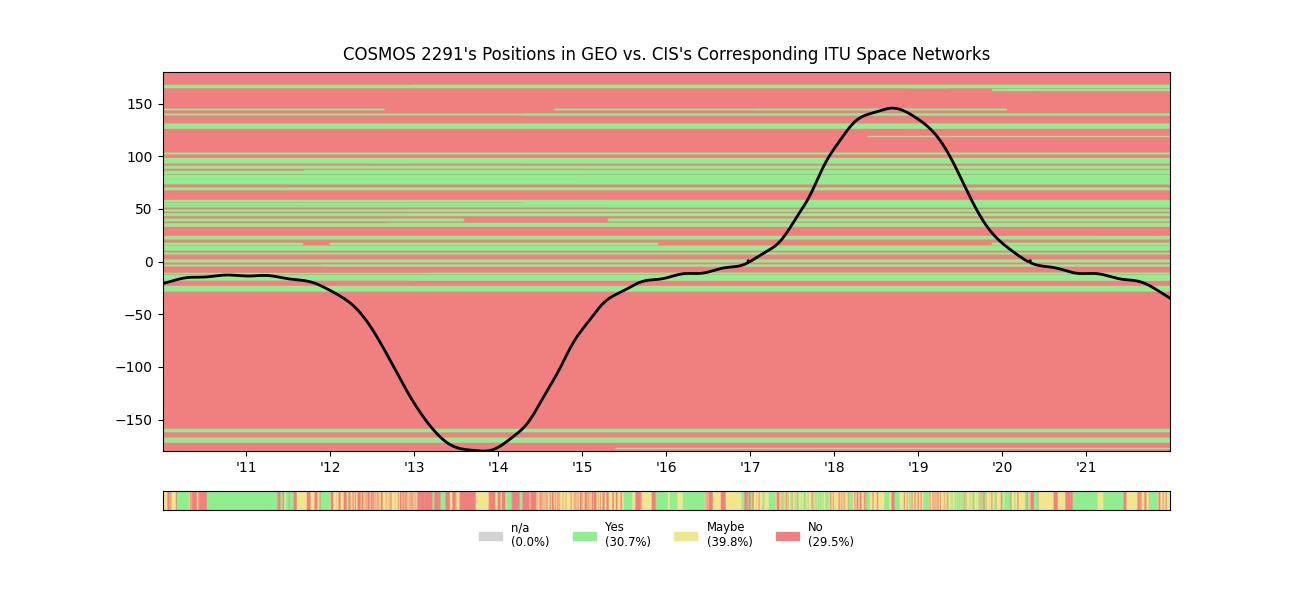 COSMOS 2291's Positions in GEO vs. CIS's Corresponding ITU Space Networks
150
100
50
0
−50
−100
−150
'11 '12 '13 '14 '15 '16 '17 '18 '19 '20 '21
n/a Yes Maybe No
(0.0%) (30.7%) (39.8%) (29.5%)